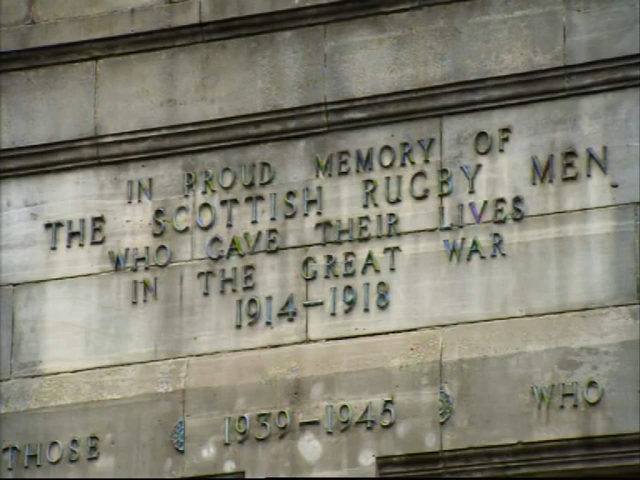 IN PROUD MEMORY OF
THE SCOTTISH RUGBY MEN
WHO GAVE THEIR LIVES
IN THE GREAT WAR
1914-1918
THOSE 1939-1945 WHO